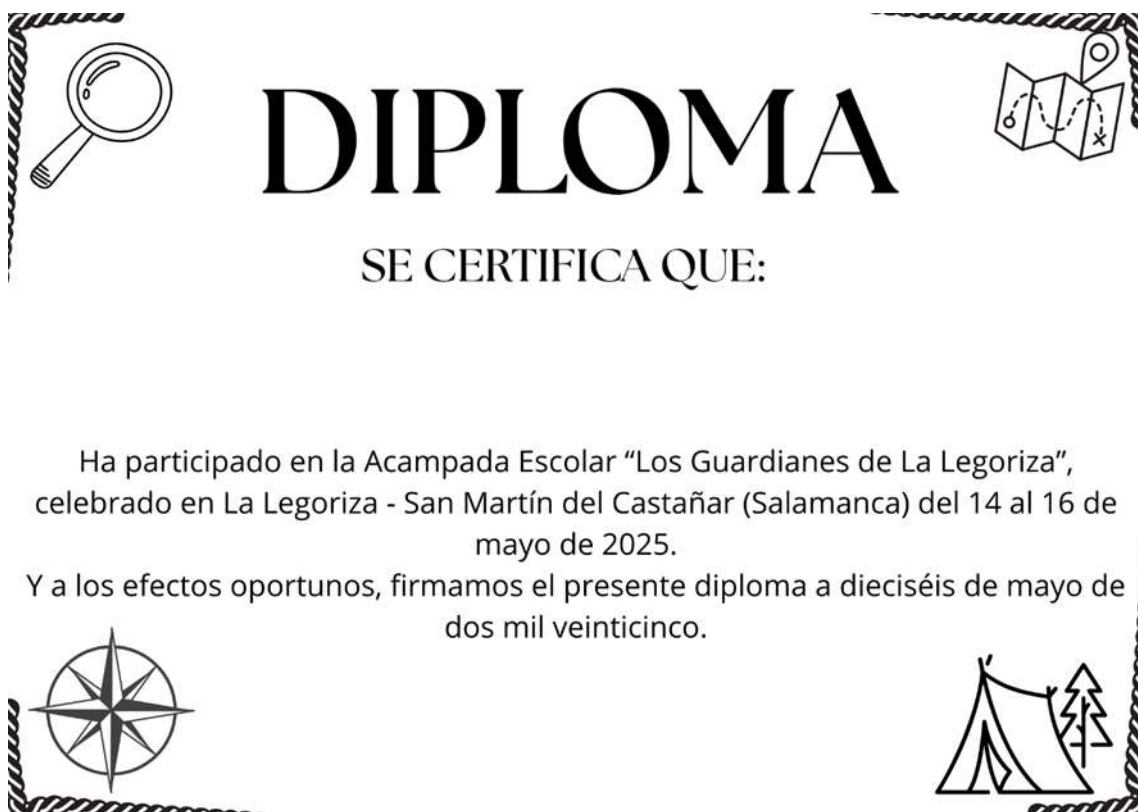 DIPLOMA
SE CERTIFICA QUE:
Ha participado en la Acampada Escolar “Los Guardianes de La Legoriza”,
celebrado en La Legoriza - San Martín del Castañar (Salamanca) del 14 al 16 de
mayo de 2025.
Y a los efectos oportunos, firmamos el presente diploma a dieciséis de mayo de
dos mil veinticinco.